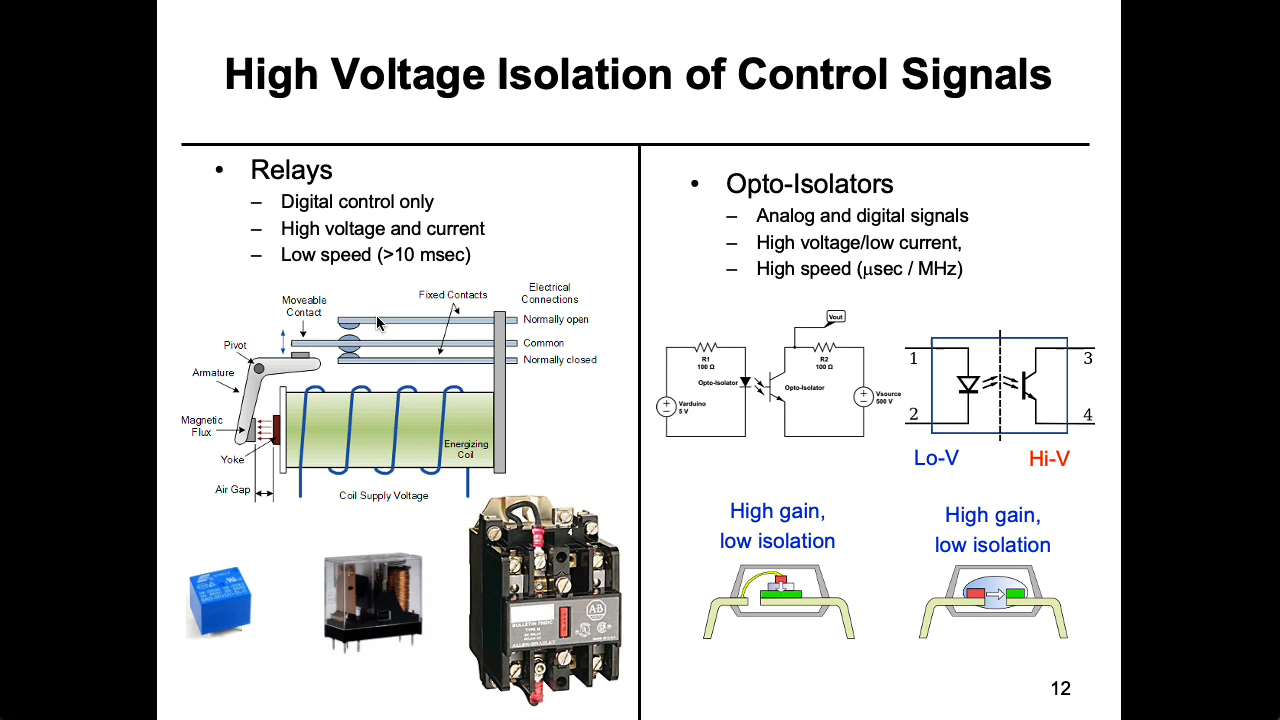 High Voltage Isolation of Control Signals
• Relays
– Digital control only
– High voltage and current
– Low speed (>10 msec)
Electrical
Connections
Fixed Contacts
Moveable
Contact
Normally open
Common
Normally closed
Pivot
Armature
Magnetic
Flux
Yoke
Air Gap
Energizing
Coil
Coil Supply Voltage
A-B
BULLETIN 700DC
ALLEN-BRADLEY
• Opto-Isolators
– Analog and digital signals
– High voltage/low current,
– High speed (μsec / MHz)
Vout
R1
100 Ω
R2
100 Ω
Opto-Isolator
Opto-Isolator
Varduino
5 V
Vsource
500 V
1
3
2
4
Lo-V
Hi-V
High gain,
low isolation
High gain,
low isolation
12